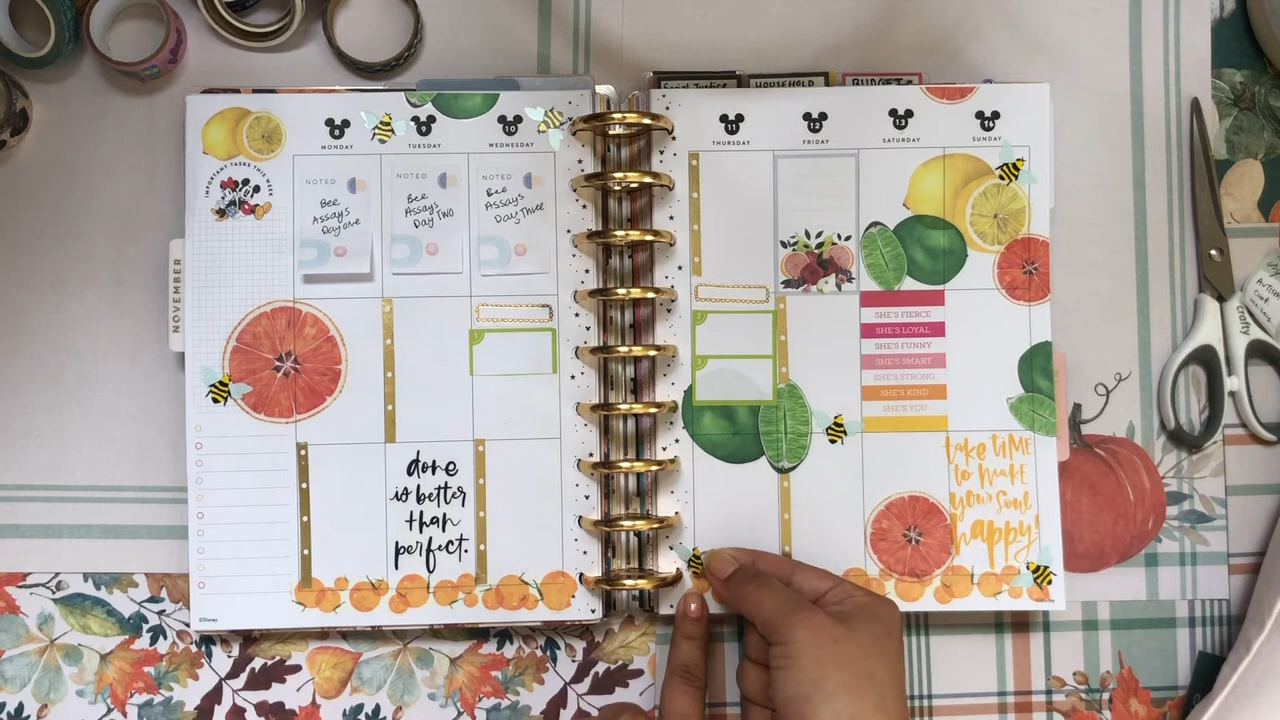 Social Justice
HOUSEHOLD
BUDGET
8
MONDAY
9
TUESDAY
10
WEDNESDAY
11
THURSDAY
12
FRIDAY
13
SATURDAY
14
SUNDAY
IMPORTANT TASKS THIS WEEK
NOTED
Bee
Assays
Day one
NOTED
Bee
Assays
Day TWO
NOTED
Bee
Assays
Day Three
NOVEMBER
SHE'S FIERCE
SHE'S LOYAL
SHE'S FUNNY
SHE'S SMART
SHE'S STRONG
SHE'S KIND
SHE'S YOU
done
is better
than
perfect.
take TIME
to MAKE
your Soul
happy!
©Disney
crafty